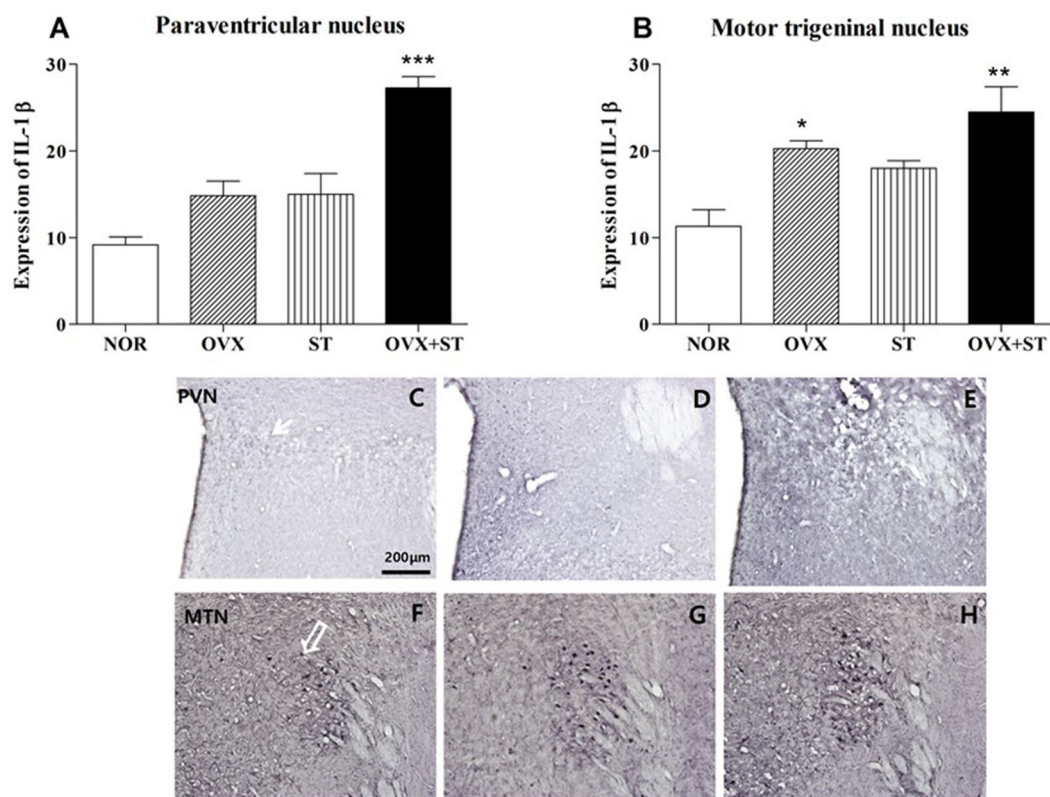 A Paraventricular nucleus
Expression of IL-1β
30
20
10
0
***
NOR OVX ST OVX+ST
B Motor trigeninal nucleus
Expression of IL-1β
30
20
10
0
*
**
NOR OVX ST OVX+ST
PVN C D E
200µm
MTN F G H